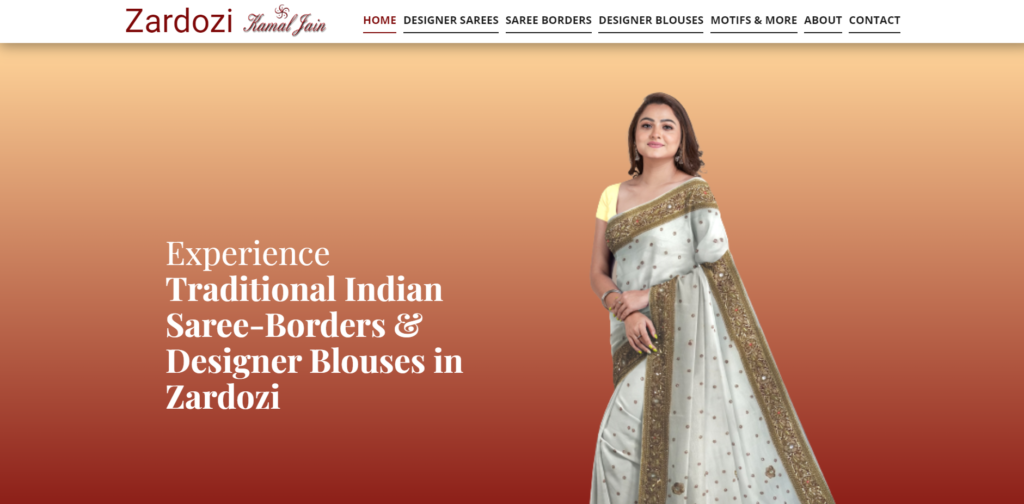 Zardozi Kamal Jain
HOME DESIGNER SAREES SAREE BORDERS DESIGNER BLOUSES MOTIFS & MORE ABOUT CONTACT
Experience
Traditional Indian
Saree-Borders &
Designer Blouses in
Zardozi